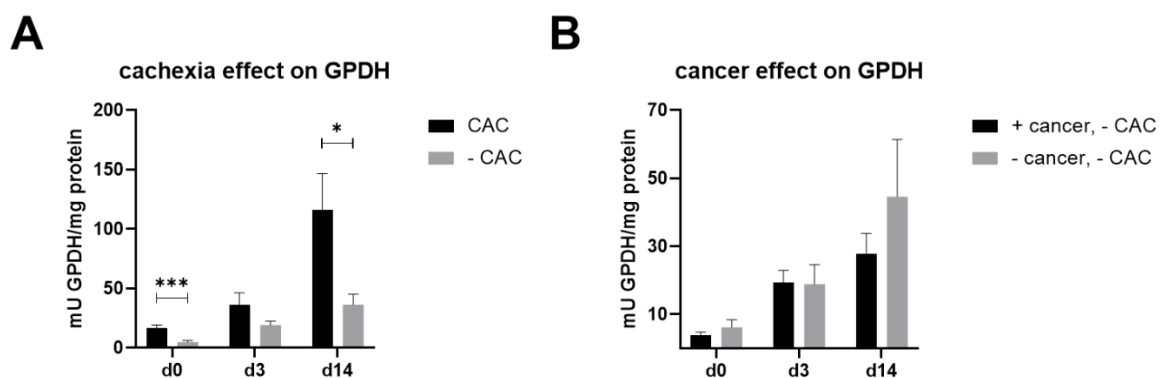 A
cachexia effect on GPDH
mU GPDH/mg protein
200
150
100
50
0
***
*
d0 d3 d14
CAC
- CAC
B
cancer effect on GPDH
mU GPDH/mg protein
70
50
30
10
d0 d3 d14
+ cancer, - CAC
- cancer, - CAC